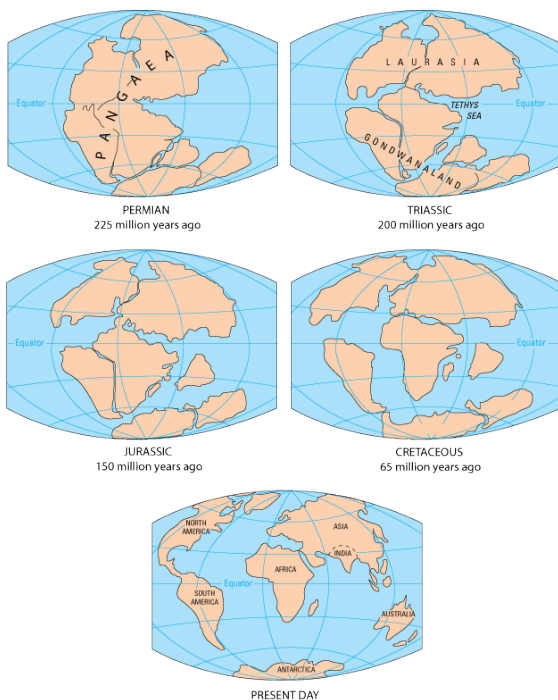 PANGAEA
Equator
PERMIAN
225 million years ago
LAURASIA
TETHYS
SEA
Equator
GONDWANALAND
TRIASSIC
200 million years ago
Equator
JURASSIC
150 million years ago
Equator
CRETACEOUS
65 million years ago
NORTH
AMERICA
ASIA
INDIA
AFRICA
Equator
SOUTH
AMERICA
AUSTRALIA
ANTARCTICA
PRESENT DAY